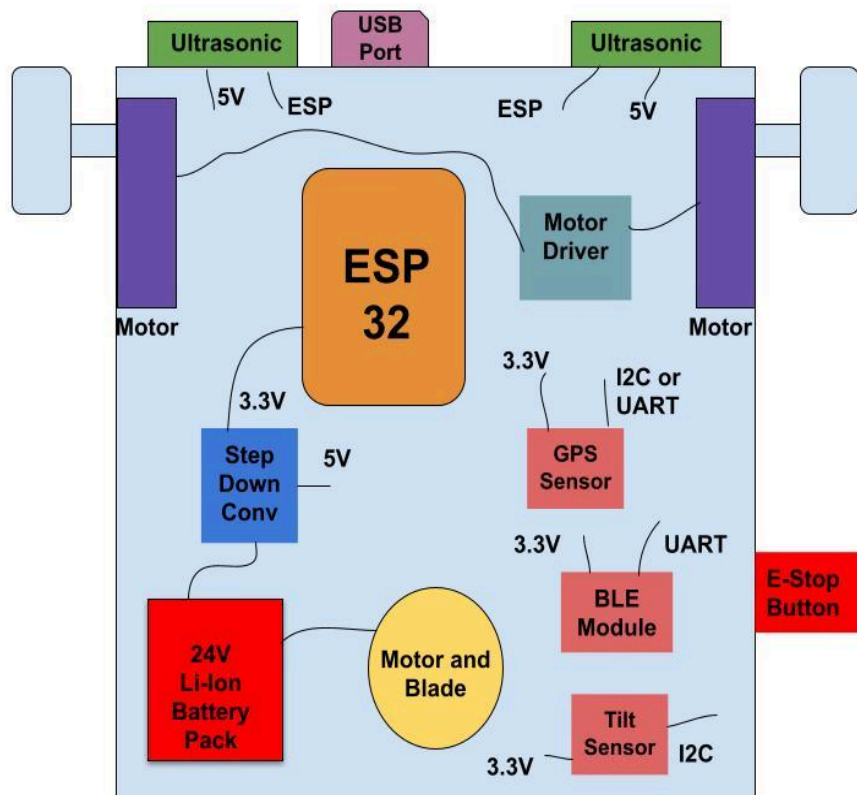 Ultrasonic
USB
Port
Ultrasonic
5V
ESP
ESP
5V
Motor
Driver
ESP
32
Motor
Motor
3.3V
I2C or
UART
3.3V
Step
Down
Conv
5V
GPS
Sensor
3.3V
UART
E-Stop
Button
BLE
Module
24V
Li-Ion
Battery
Pack
Motor and
Blade
Tilt
Sensor
3.3V
I2C